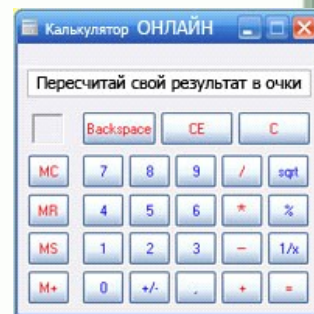 Калькулятор ОНЛАЙН
Пересчитай свой результат в очки
Backspace CE C
MC 7 8 9 / sqrt
MR 4 5 6 * %
MS 1 2 3 - 1/x
M+ 0 +/- , + =